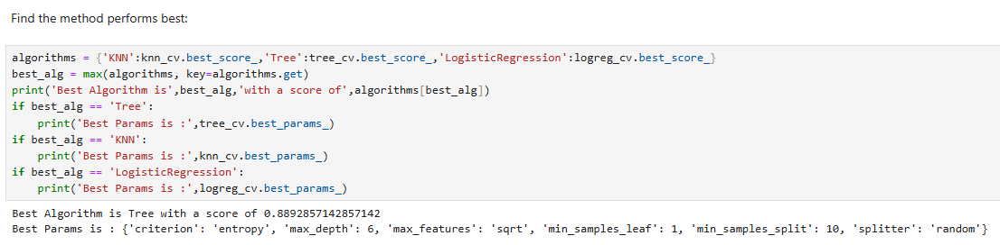 Find the method performs best:
algorithms = {'KNN':knn_cv.best_score_,'Tree':tree_cv.best_score_,'LogisticRegression':logreg_cv.best_score_}
best_alg = max(algorithms, key=algorithms.get)
print('Best Algorithm is',best_alg,'with a score of',algorithms[best_alg])
if best_alg == 'Tree':
    print('Best Params is :',tree_cv.best_params_)
if best_alg == 'KNN':
    print('Best Params is :',knn_cv.best_params_)
if best_alg == 'LogisticRegression':
    print('Best Params is :',logreg_cv.best_params_)
Best Algorithm is Tree with a score of 0.8892857142857142
Best Params is : {'criterion': 'entropy', 'max_depth': 6, 'max_features': 'sqrt', 'min_samples_leaf': 1, 'min_samples_split': 10, 'splitter': 'random'}